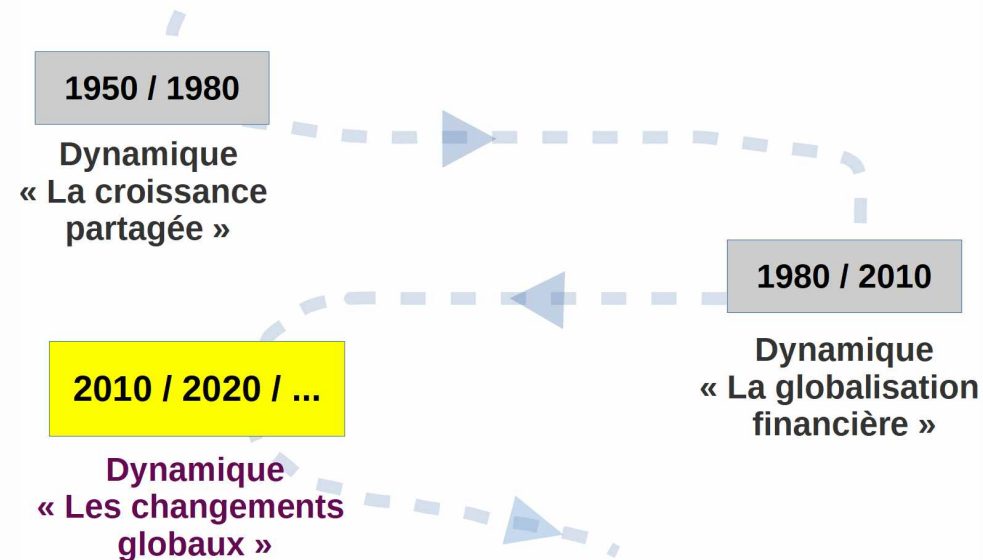 1950 / 1980
Dynamique
« La croissance
partagée »
1980 / 2010
Dynamique
« La globalisation
financière »
2010 / 2020 / ...
Dynamique
« Les changements
globaux »